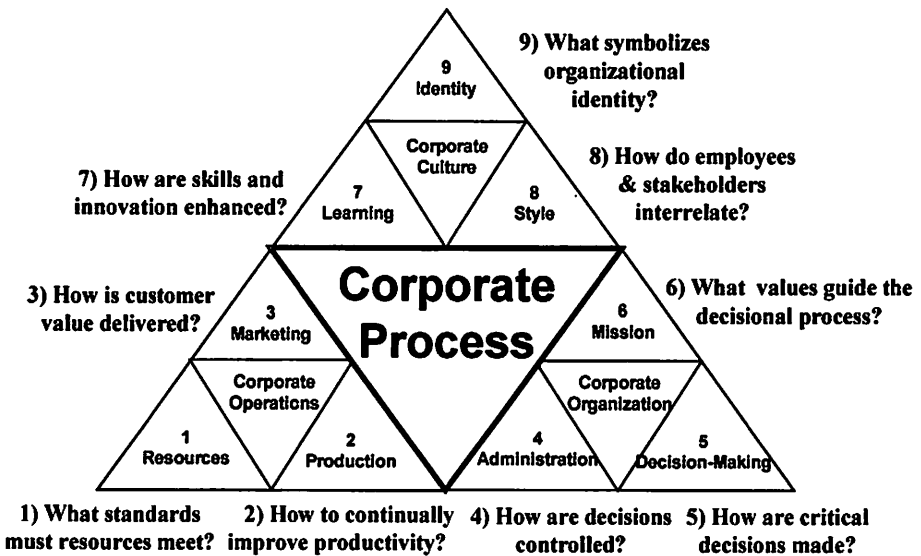 9
Identity
9) What symbolizes
organizational
identity?
Corporate
Culture
7) How are skills and
innovation enhanced?
7
Learning
8
Style
8) How do employees
& stakeholders
interrelate?
Corporate
Process
3) How is customer
value delivered?
3
Marketing
6
Mission
6) What values guide the
decisional process?
Corporate
Operations
Corporate
Organization
1
Resources
2
Production
4
Administration
5
Decision-Making
1) What standards
must resources meet?
2) How to continually
improve productivity?
4) How are decisions
controlled?
5) How are critical
decisions made?